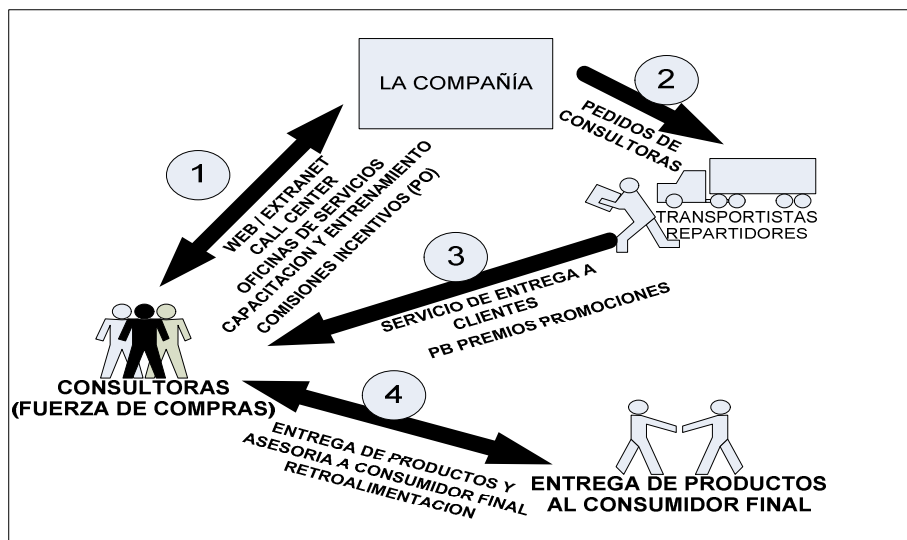 LA COMPAÑÍA
2
PEDIDOS DE
CONSULTORAS
1
WEB / EXTRANET
CALL CENTER
OFICINAS DE SERVICIOS
CAPACITACION Y ENTRENAMIENTO
COMISIONES INCENTIVOS (PO)
TRANSPORTISTAS
REPARTIDORES
3
SERVICIO DE ENTREGA A
CLIENTES
PB PREMIOS PROMOCIONES
CONSULTORAS
(FUERZA DE COMPRAS)
4
ENTREGA DE PRODUCTOS Y
ASESORIA A CONSUMIDOR FINAL
RETROALIMENTACION
ENTREGA DE PRODUCTOS
AL CONSUMIDOR FINAL